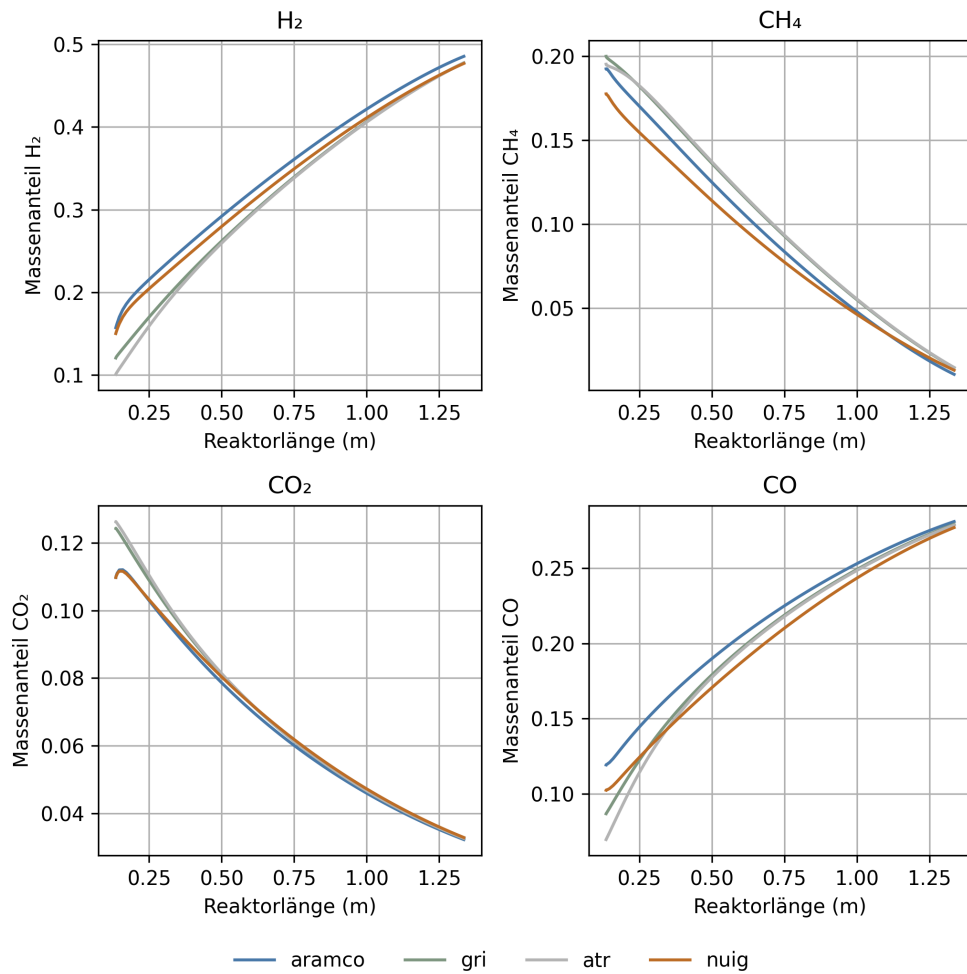 H₂
CH₄
Massenanteil H₂
0.5
0.4
0.3
0.2
0.1
0.25 0.50 0.75 1.00 1.25
Reaktorlänge (m)
Massenanteil CH₄
0.20
0.15
0.10
0.05
0.25 0.50 0.75 1.00 1.25
Reaktorlänge (m)
CO₂
CO
Massenanteil CO₂
0.12
0.10
0.08
0.06
0.04
0.25 0.50 0.75 1.00 1.25
Reaktorlänge (m)
Massenanteil CO
0.25
0.20
0.15
0.10
0.25 0.50 0.75 1.00 1.25
Reaktorlänge (m)
aramco gri atr nuig